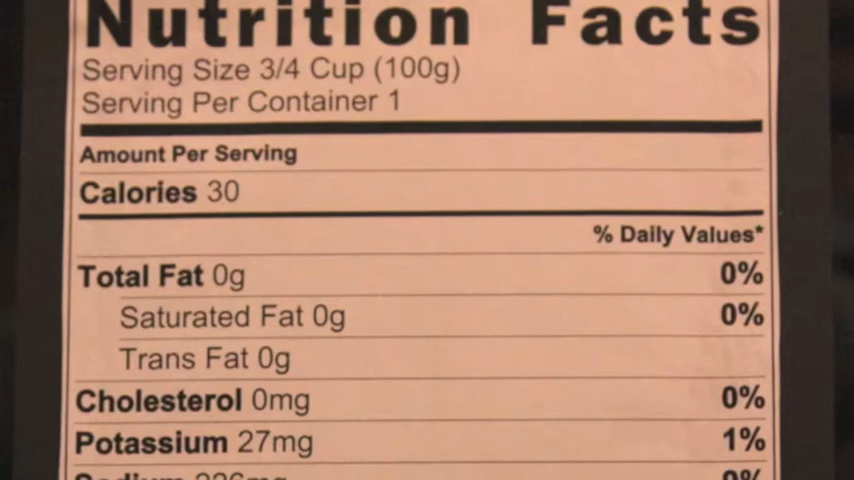 Nutrition Facts
Serving Size 3/4 Cup (100g)
Serving Per Container 1
Amount Per Serving
Calories 30
% Daily Values*
Total Fat 0g 0%
Saturated Fat 0g 0%
Trans Fat 0g
Cholesterol 0mg 0%
Potassium 27mg 1%